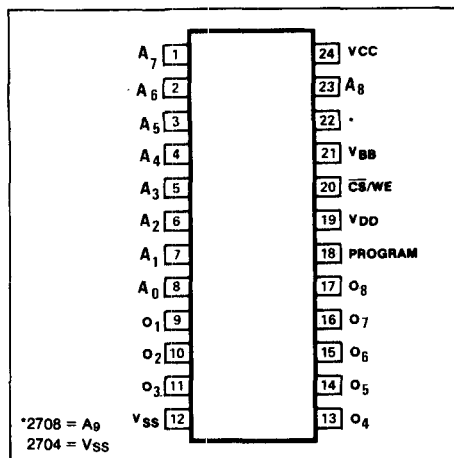 A7 1 24 VCC
A6 2 23 A8
A5 3 22 *
A4 4 21 VBB
A3 5 20 C̅S̅/WE
A2 6 19 VDD
A1 7 18 PROGRAM
A0 8 17 O8
O1 9 16 O7
O2 10 15 O6
O3 11 14 O5
VSS 12 13 O4
*2708 = A9
2704 = VSS